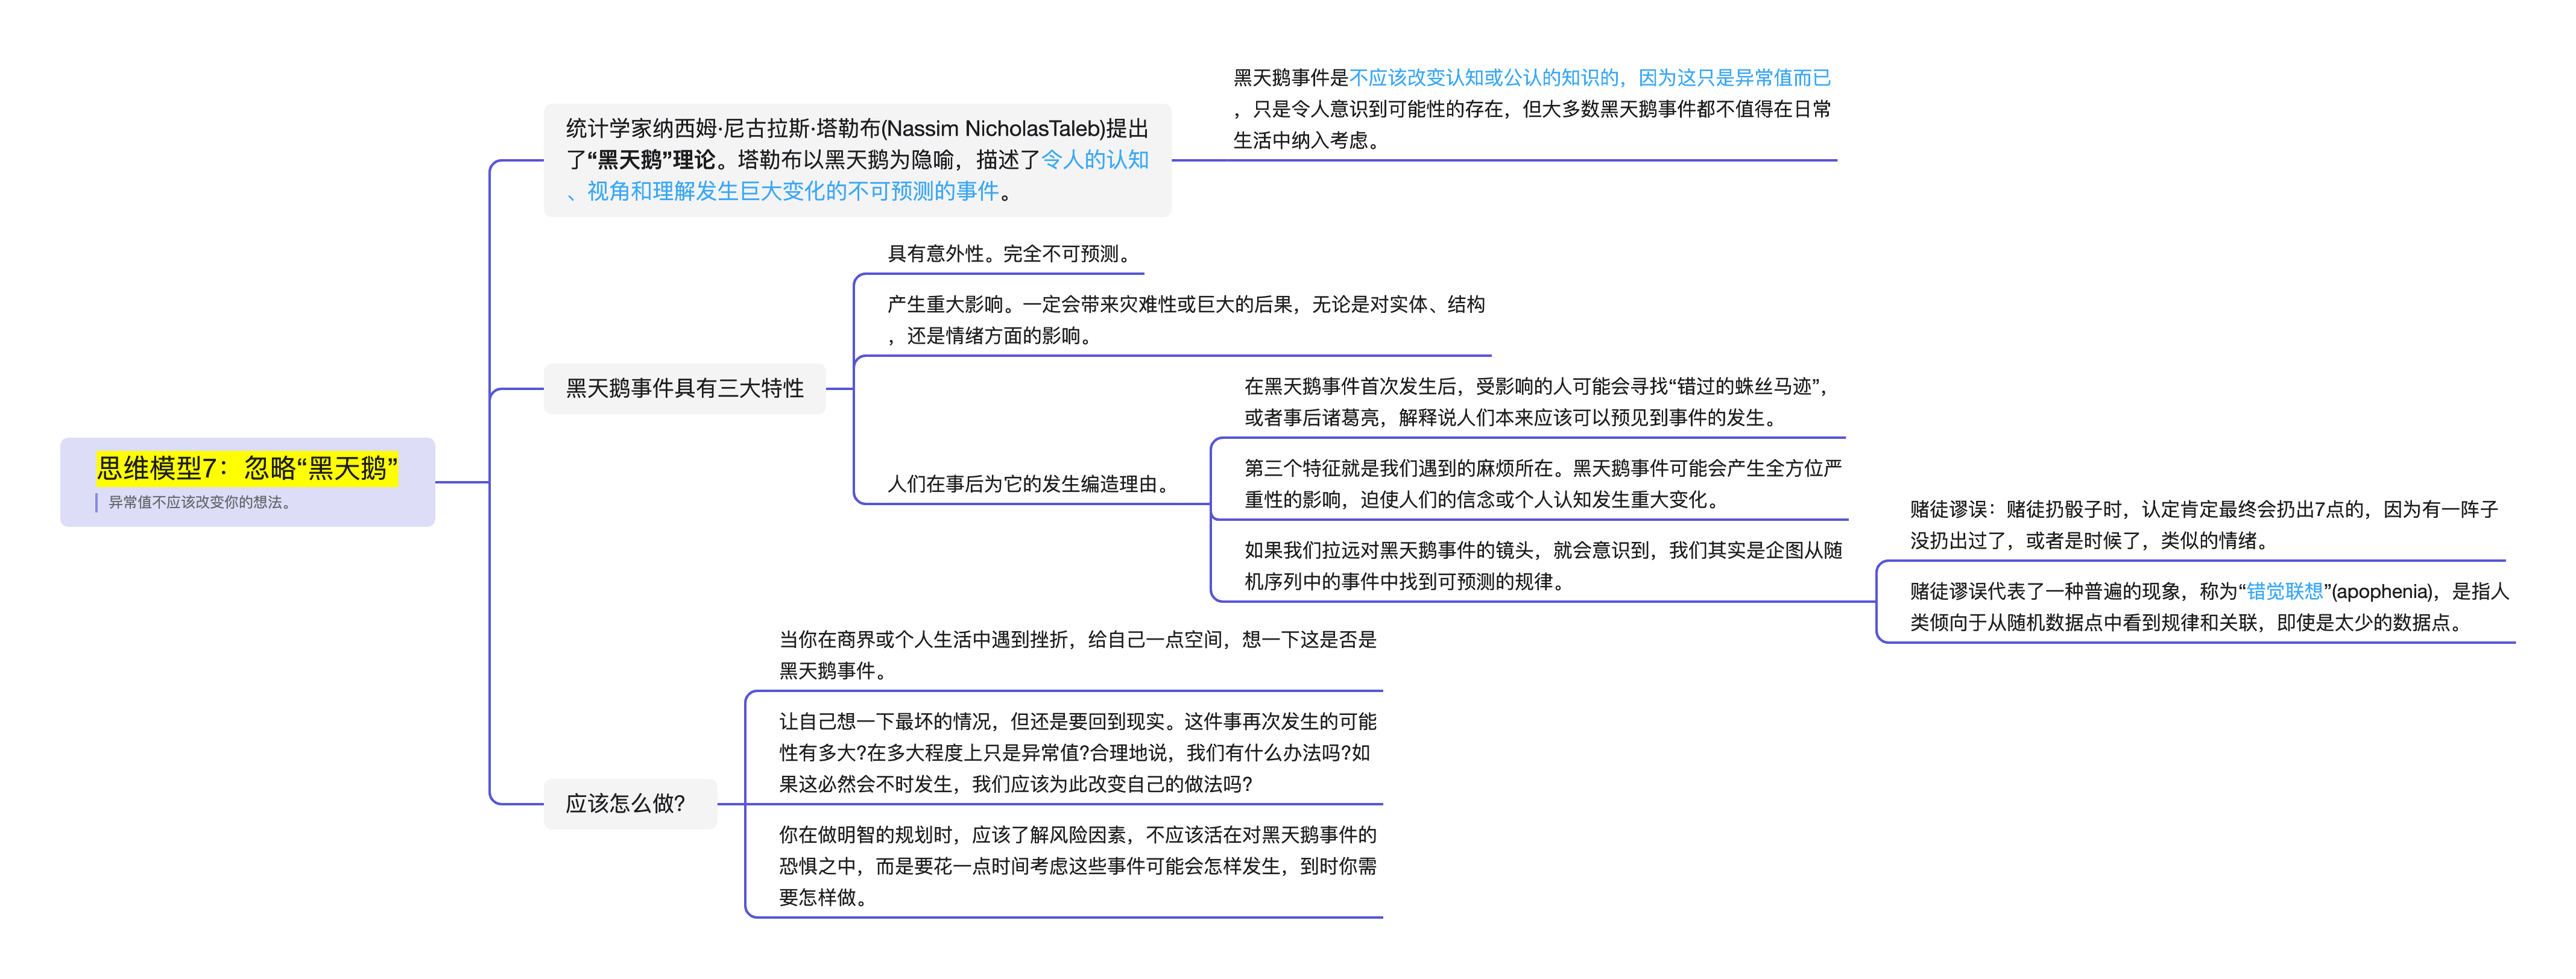 思维模型7：忽略“黑天鹅”
异常值不应该改变你的想法。
统计学家纳西姆·尼古拉斯·塔勒布(Nassim NicholasTaleb)提出
了“黑天鹅”理论。塔勒布以黑天鹅为隐喻，描述了令人的认知
、视角和理解发生巨大变化的不可预测的事件。
黑天鹅事件是不应该改变认知或公认的知识的，因为这只是异常值而已
，只是令人意识到可能性的存在，但大多数黑天鹅事件都不值得在日常
生活中纳入考虑。
黑天鹅事件具有三大特性
具有意外性。完全不可预测。
产生重大影响。一定会带来灾难性或巨大的后果，无论是对实体、结构
，还是情绪方面的影响。
人们在事后为它的发生编造理由。
在黑天鹅事件首次发生后，受影响的人可能会寻找“错过的蛛丝马迹”，
或者事后诸葛亮，解释说人们本来应该可以预见到事件的发生。
第三个特征就是我们遇到的麻烦所在。黑天鹅事件可能会产生全方位严
重性的影响，迫使人们的信念或个人认知发生重大变化。
如果我们拉远对黑天鹅事件的镜头，就会意识到，我们其实是企图从随
机序列中的事件中找到可预测的规律。
赌徒谬误：赌徒扔骰子时，认定肯定最终会扔出7点的，因为有一阵子
没扔出过了，或者是时候了，类似的情绪。
赌徒谬误代表了一种普遍的现象，称为“错觉联想”(apophenia)，是指人
类倾向于从随机数据点中看到规律和关联，即使是太少的数据点。
应该怎么做?
当你在商界或个人生活中遇到挫折，给自己一点空间，想一下这是否是
黑天鹅事件。
让自己想一下最坏的情况，但还是要回到现实。这件事再次发生的可能
性有多大?在多大程度上只是异常值?合理地说，我们有什么办法吗?如
果这必然会不时发生，我们应该为此改变自己的做法吗?
你在做明智的规划时，应该了解风险因素，不应该活在对黑天鹅事件的
恐惧之中，而是要花一点时间考虑这些事件可能会怎样发生，到时你需
要怎样做。